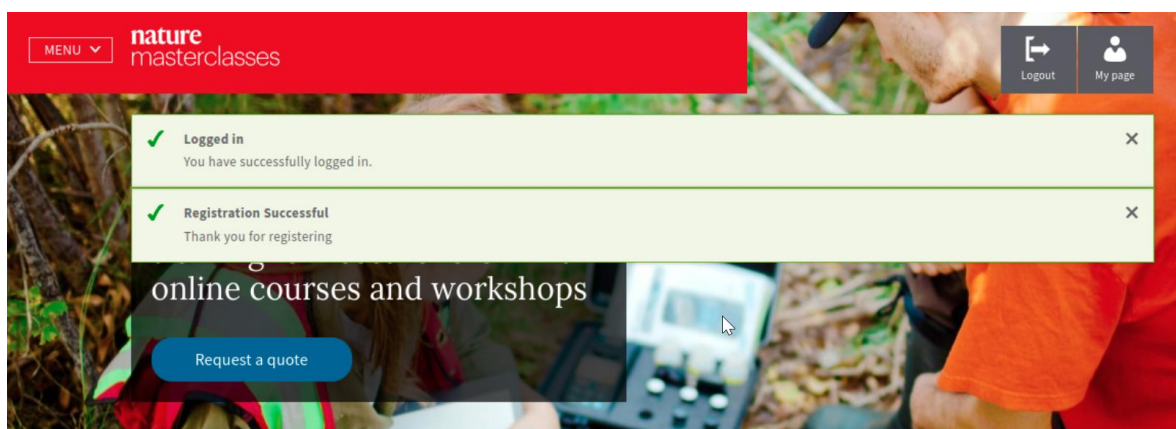 MENU
nature
masterclasses
Logout
My page
Logged in
You have successfully logged in.
Registration Successful
Thank you for registering
online courses and workshops
Request a quote